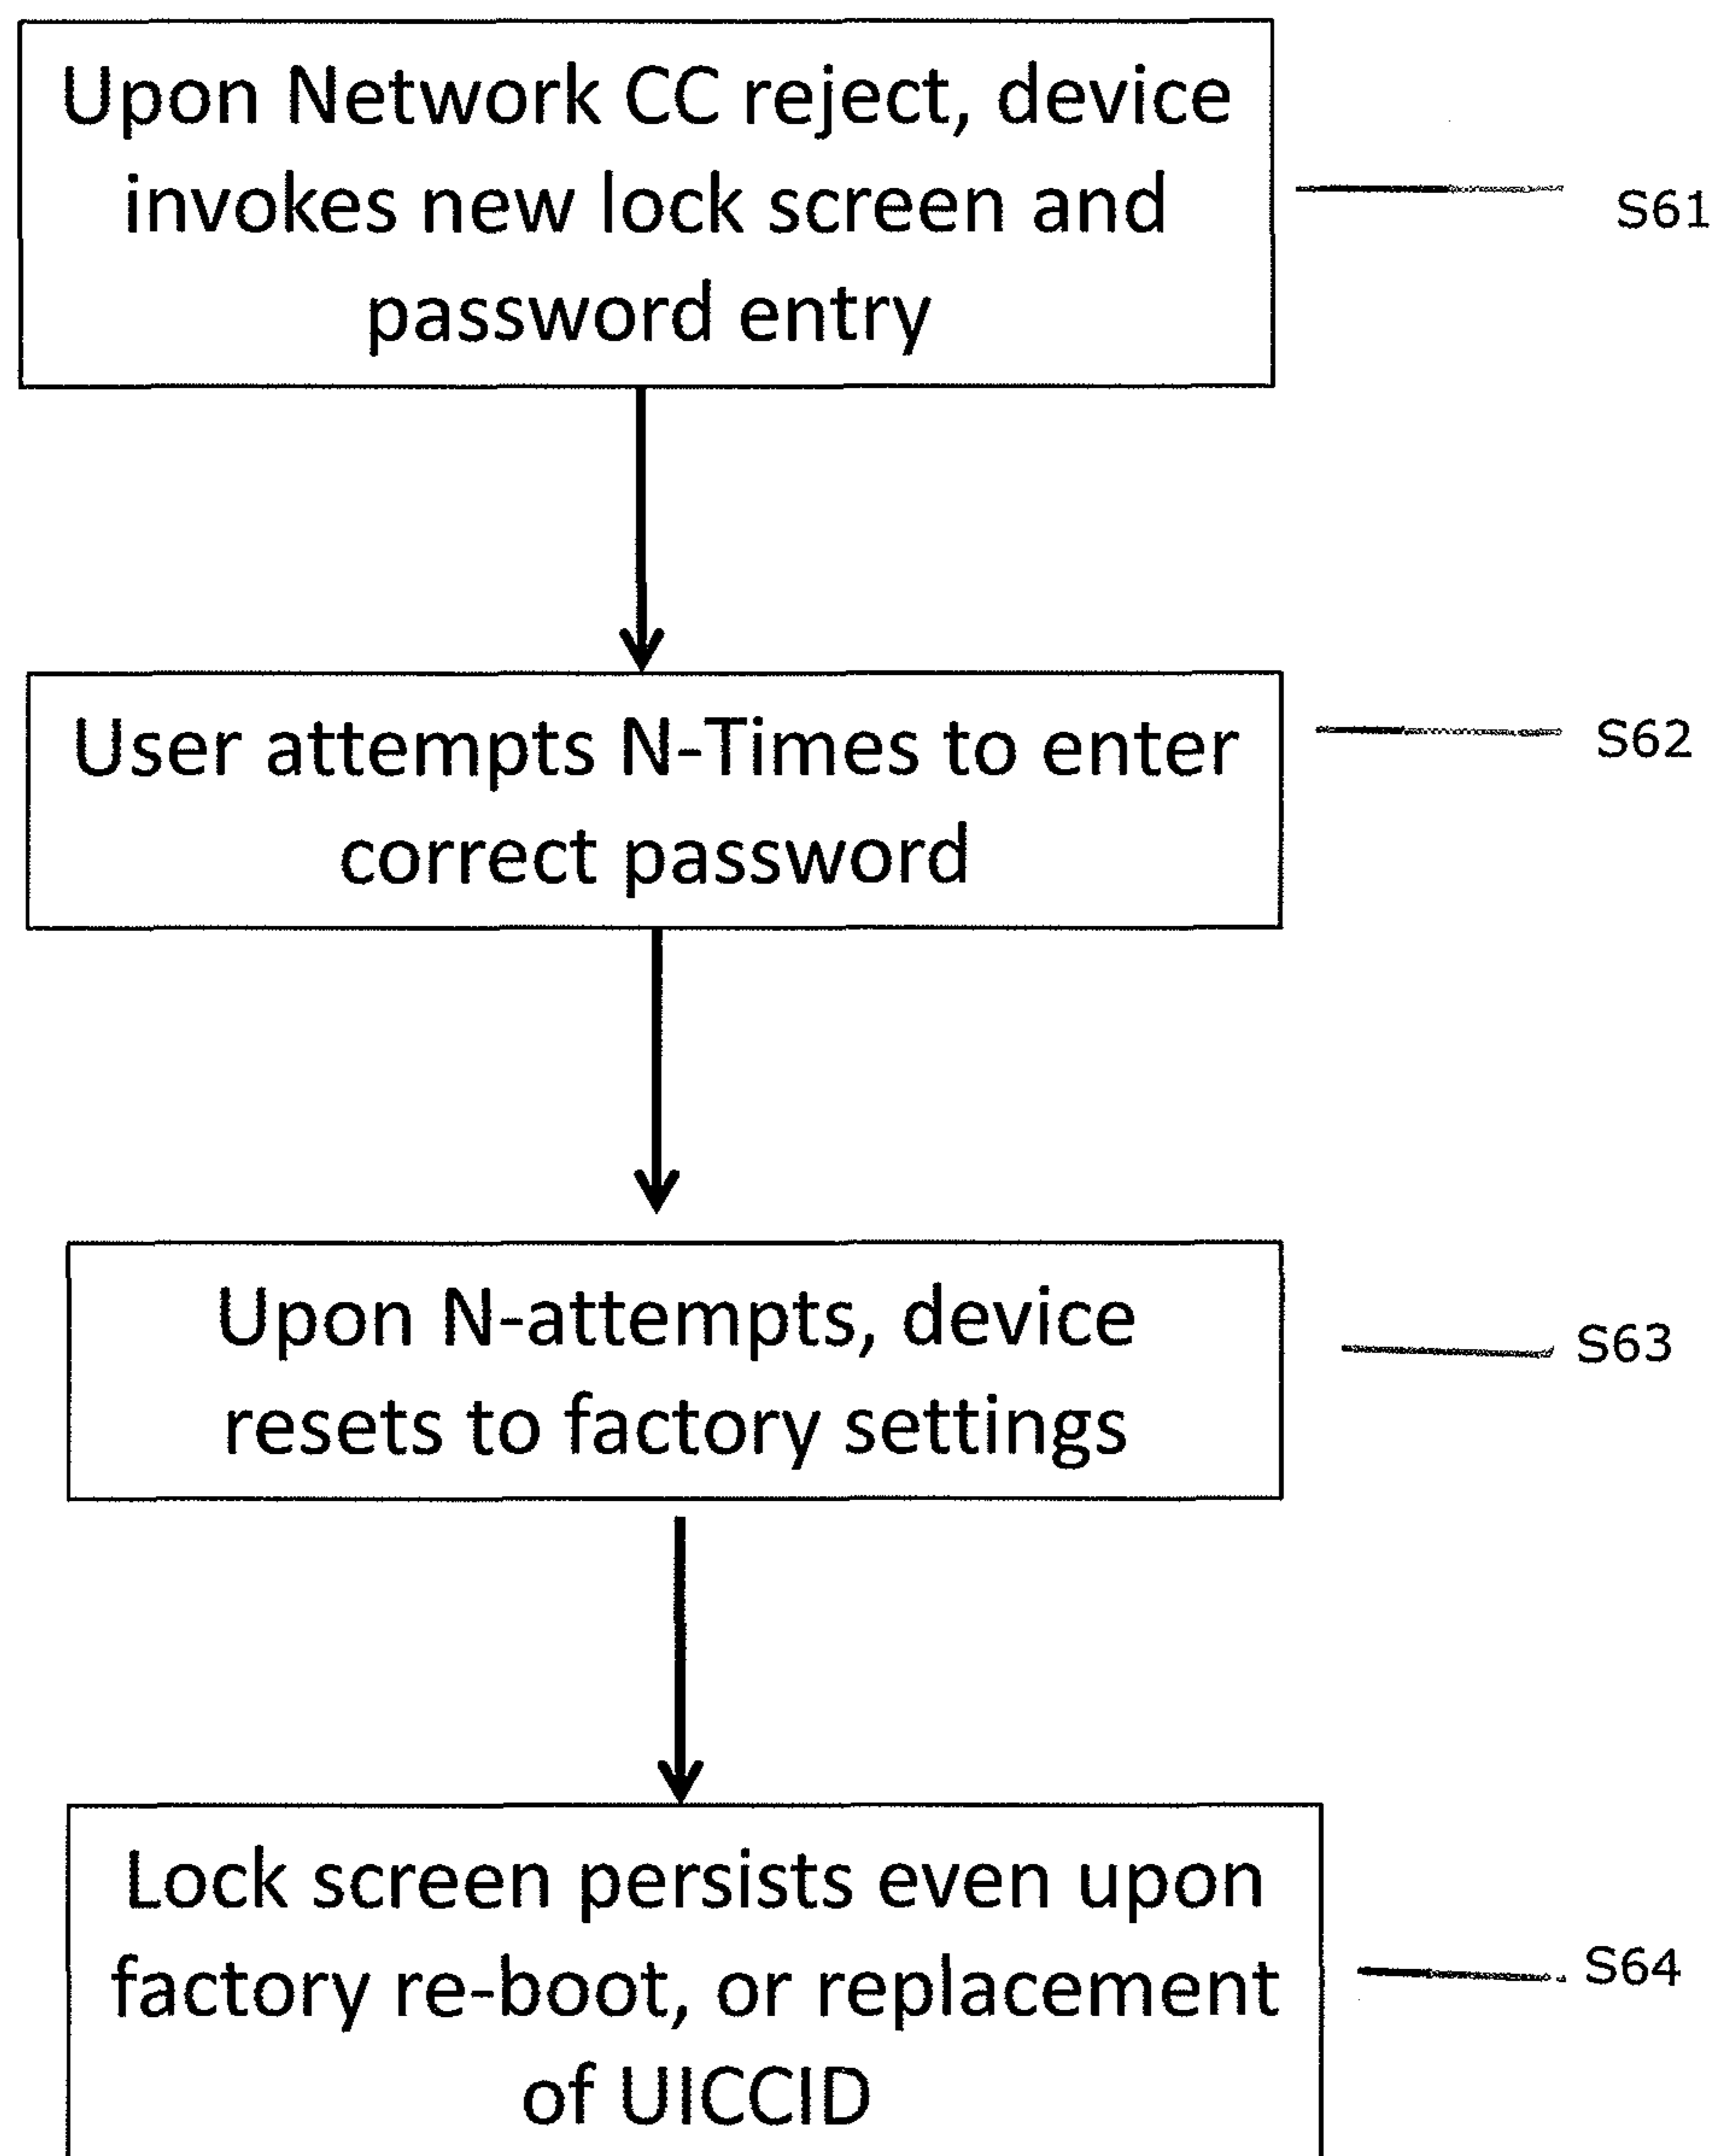 Upon Network CC reject, device
invokes new lock screen and
password entry
S61
User attempts N-Times to enter
correct password
S62
Upon N-attempts, device
resets to factory settings
S63
Lock screen persists even upon
factory re-boot, or replacement
of UICCID
S64